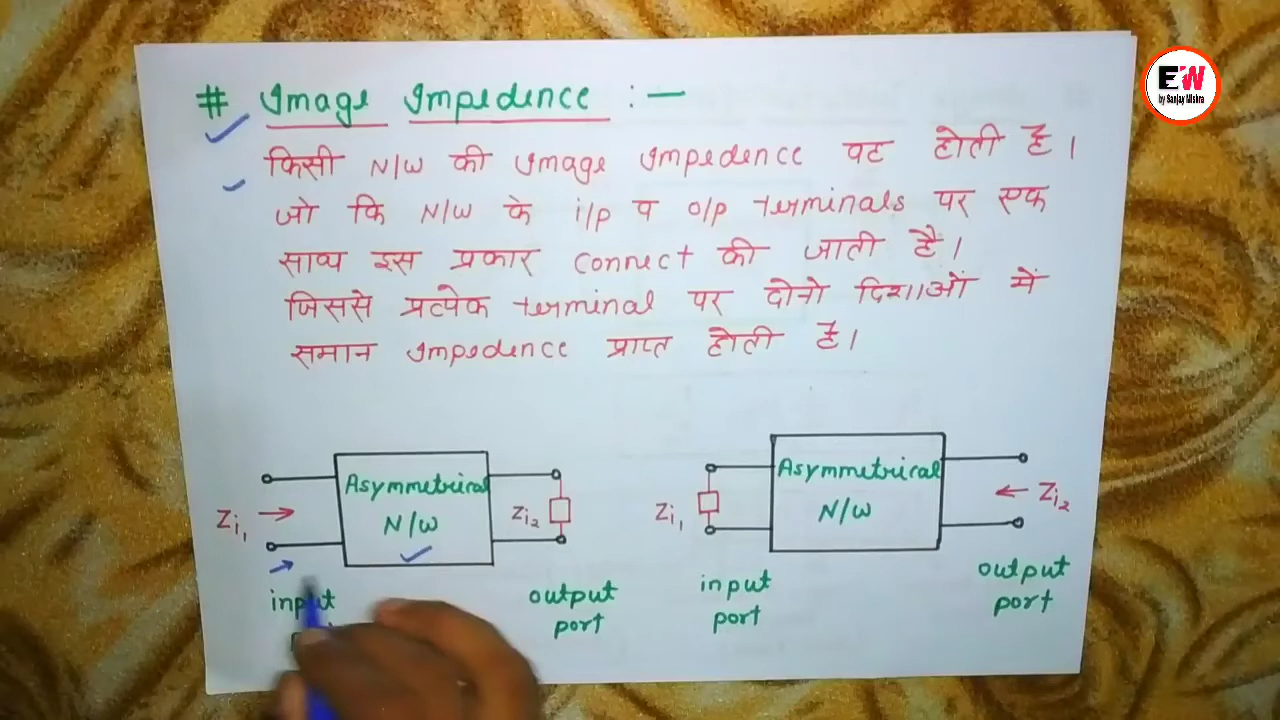 # Image Impedence :—
किसी N/W की Image Impedence वह होती है।
जो कि N/W के i/p व o/p terminals पर एक
साथ इस प्रकार connect की जाती है।
जिससे प्रत्येक terminal पर दोनो दिशाओं में
समान Impedence प्राप्त होती है।
Asymmetrical
N/W
Zi₁ →
Zi₂
input
output
port
Asymmetrical
N/W
Zi₁
← Zi₂
input
port
output
port
EW
by Sanjay Mishra